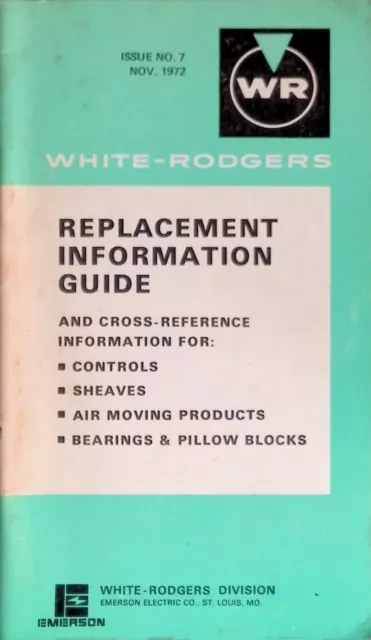 ISSUE NO. 7
NOV. 1972
WR
WHITE-RODGERS
REPLACEMENT
INFORMATION
GUIDE
AND CROSS-REFERENCE
INFORMATION FOR:
▪ CONTROLS
▪ SHEAVES
▪ AIR MOVING PRODUCTS
▪ BEARINGS & PILLOW BLOCKS
WHITE-RODGERS DIVISION
EMERSON ELECTRIC CO., ST. LOUIS, MO.
EMERSON